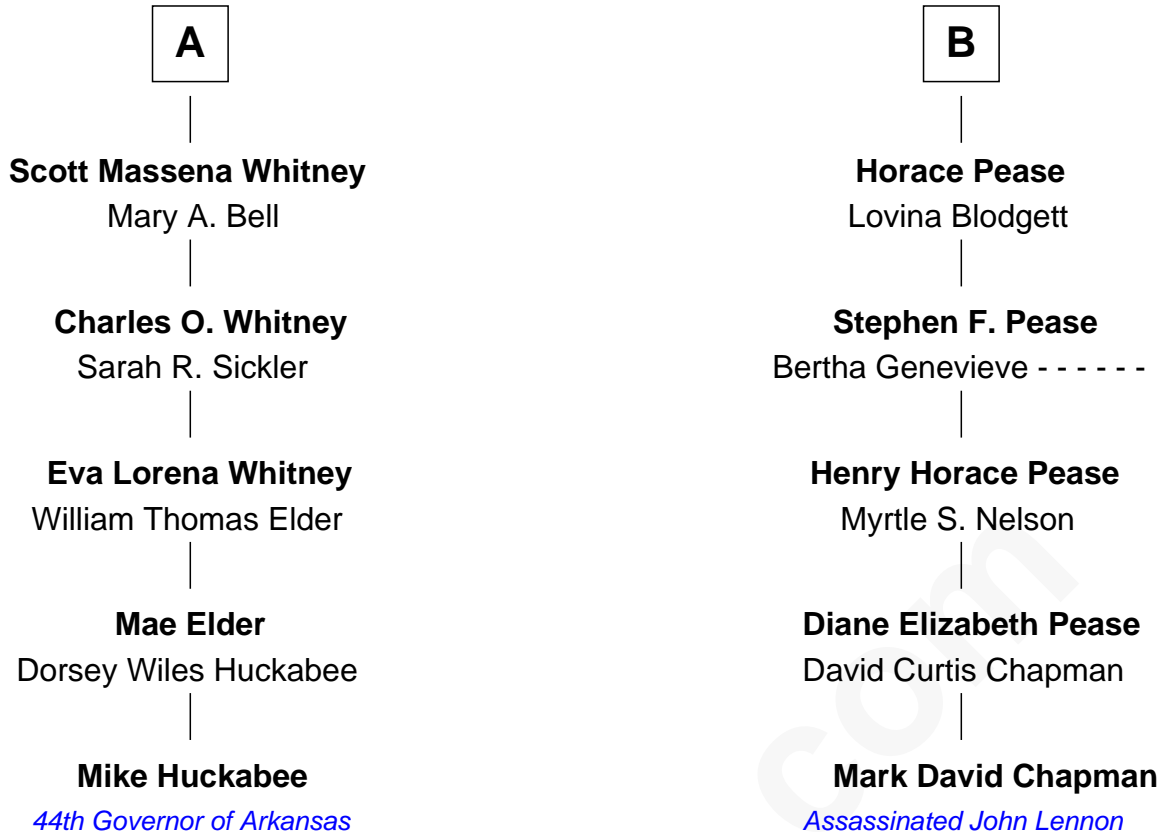 A
Scott Massena Whitney
Mary A. Bell
Charles O. Whitney
Sarah R. Sickler
Eva Lorena Whitney
William Thomas Elder
Mae Elder
Dorsey Wiles Huckabee
Mike Huckabee
44th Governor of Arkansas
B
Horace Pease
Lovina Blodgett
Stephen F. Pease
Bertha Genevieve - - - - - -
Henry Horace Pease
Myrtle S. Nelson
Diane Elizabeth Pease
David Curtis Chapman
Mark David Chapman
Assassinated John Lennon
com